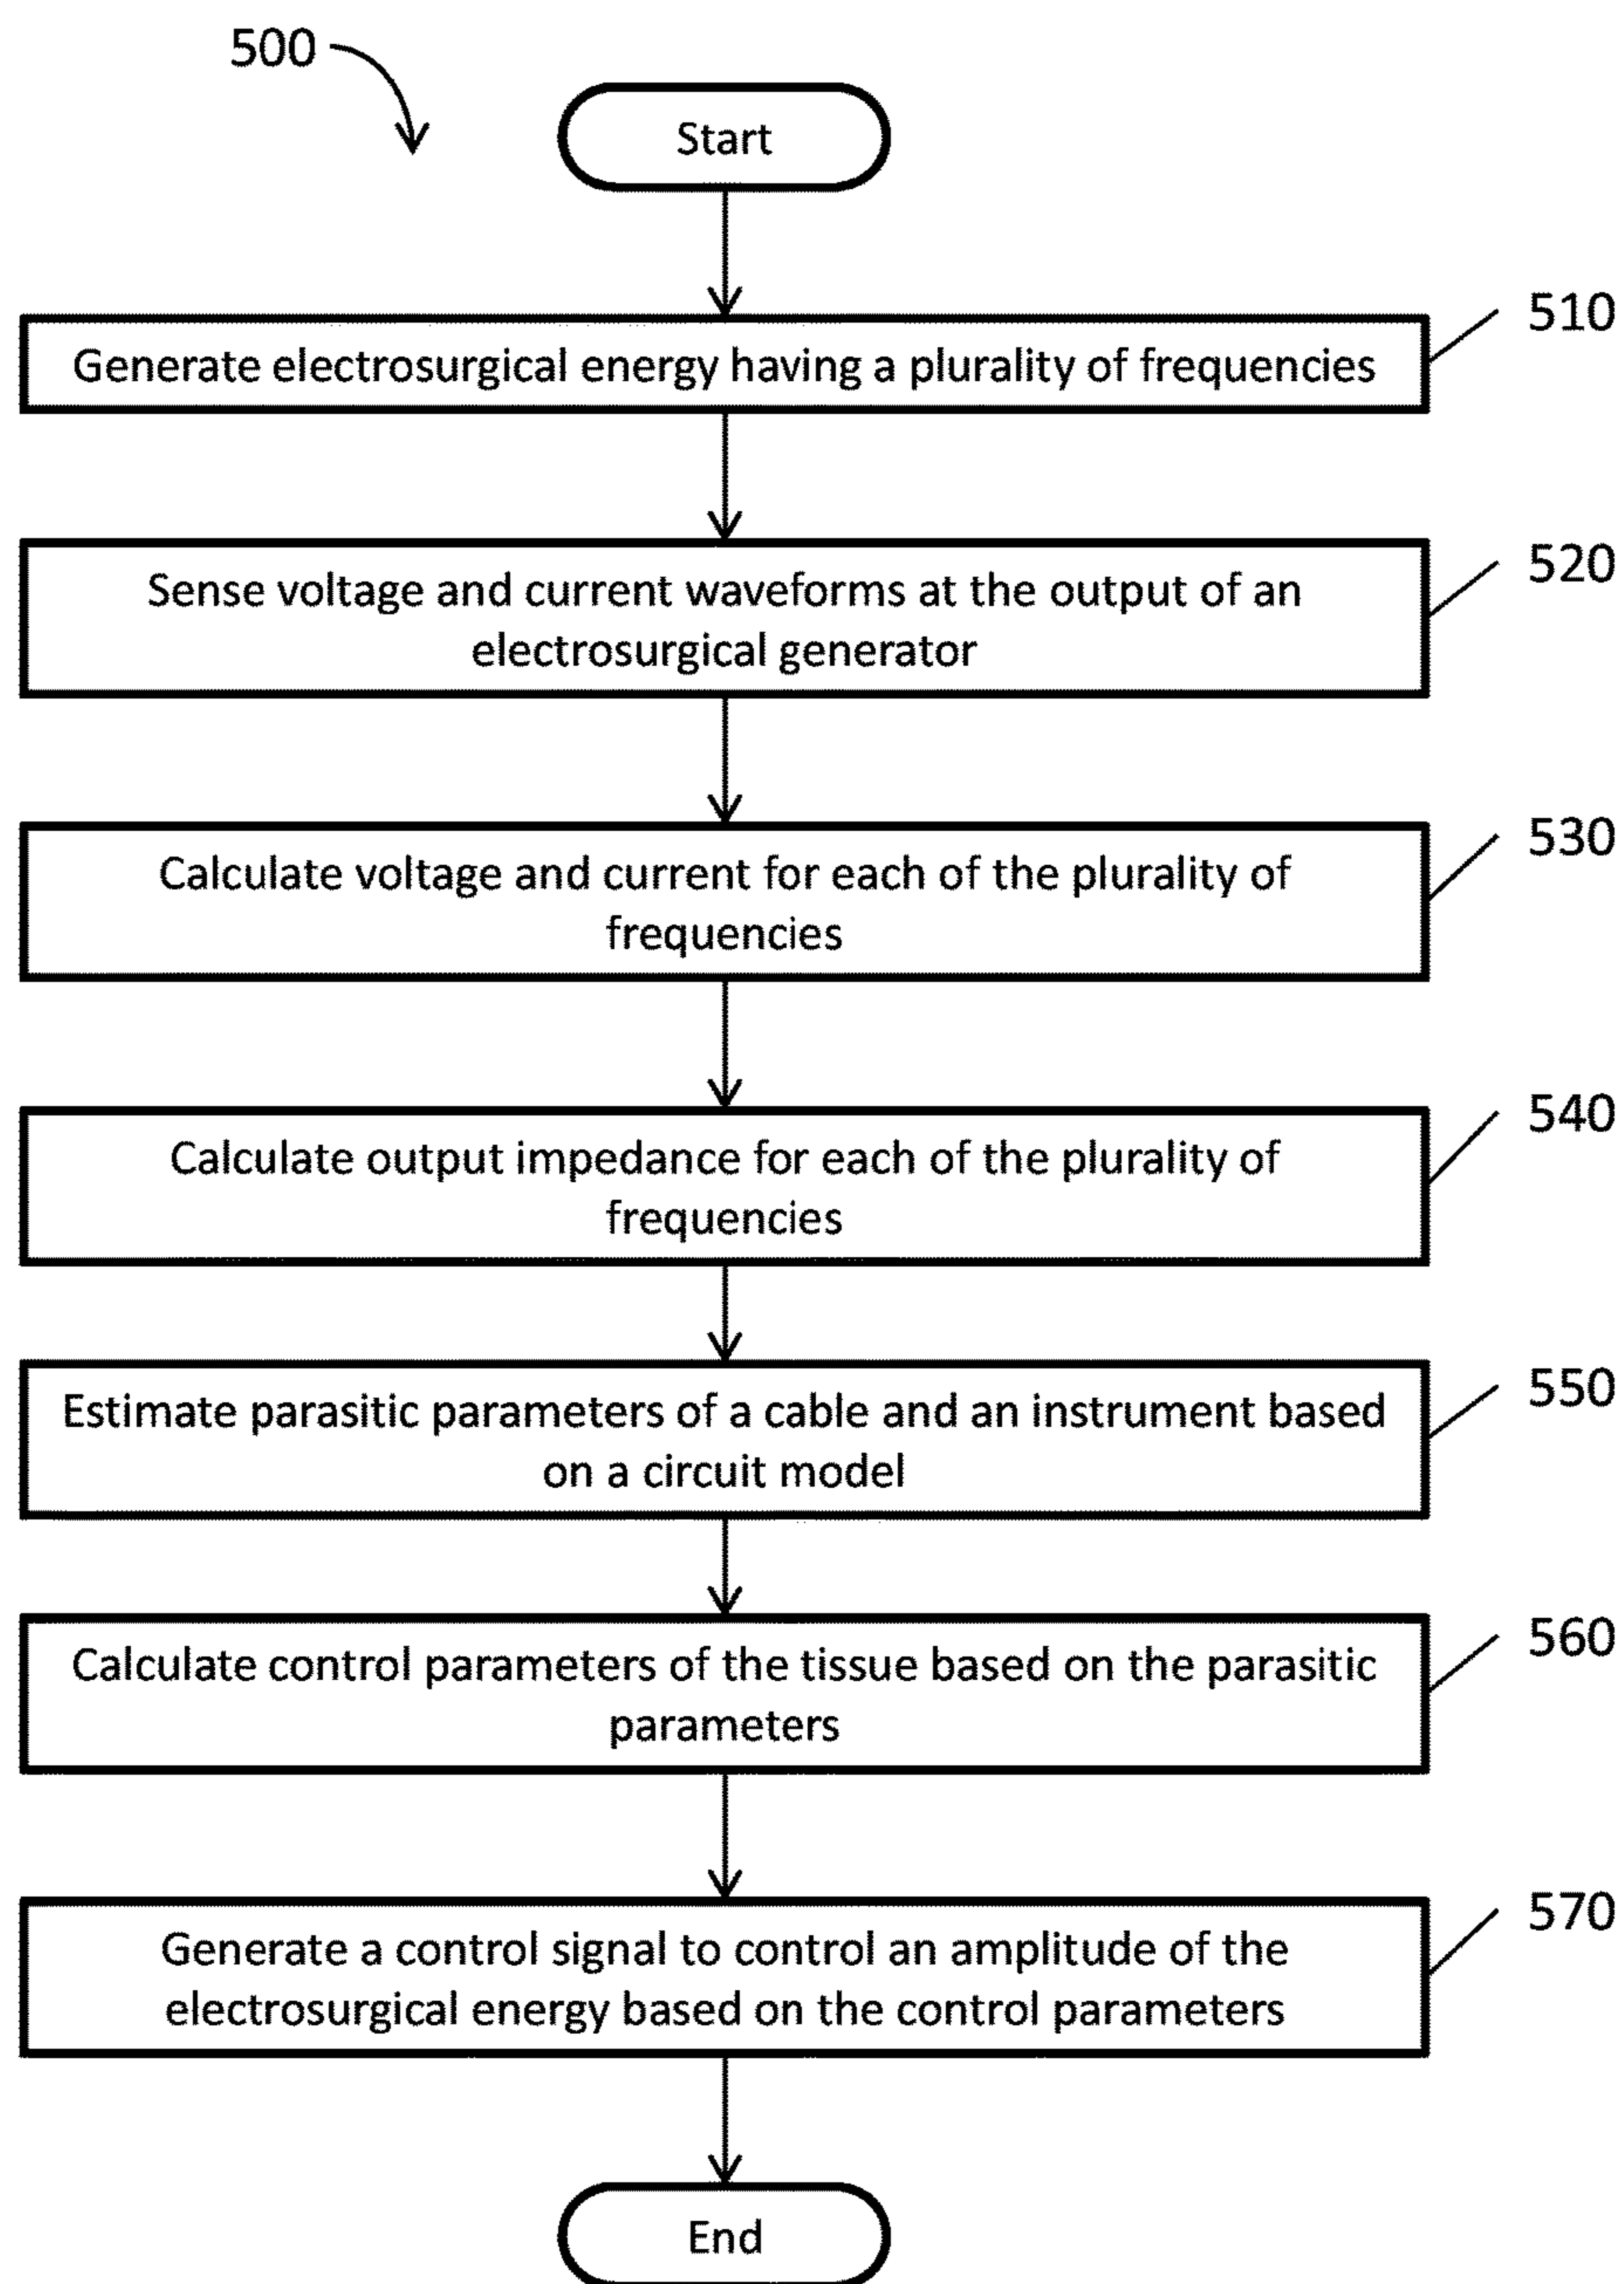 500
Start
510
Generate electrosurgical energy having a plurality of frequencies
520
Sense voltage and current waveforms at the output of an
electrosurgical generator
530
Calculate voltage and current for each of the plurality of
frequencies
540
Calculate output impedance for each of the plurality of
frequencies
550
Estimate parasitic parameters of a cable and an instrument based
on a circuit model
560
Calculate control parameters of the tissue based on the parasitic
parameters
570
Generate a control signal to control an amplitude of the
electrosurgical energy based on the control parameters
End